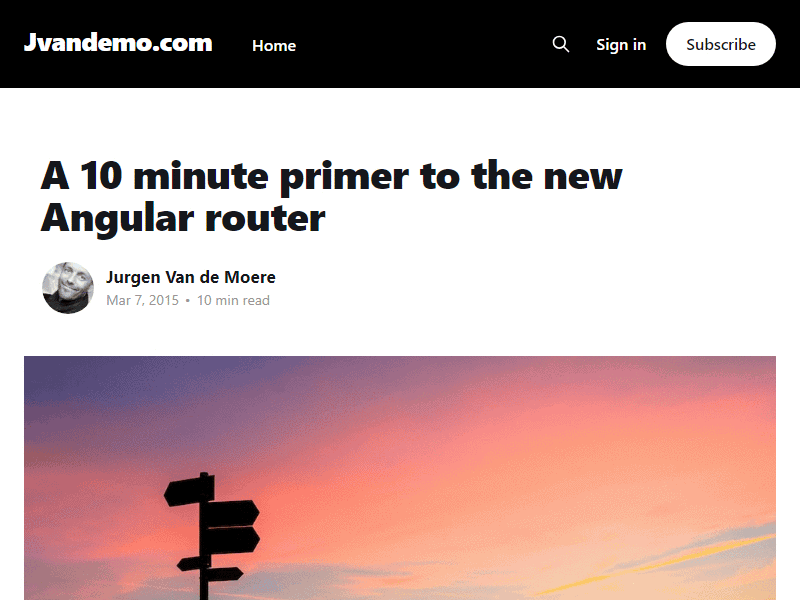 Jvandemo.com
Home
Sign in
Subscribe
A 10 minute primer to the new
Angular router
Jurgen Van de Moere
Mar 7, 2015 • 10 min read